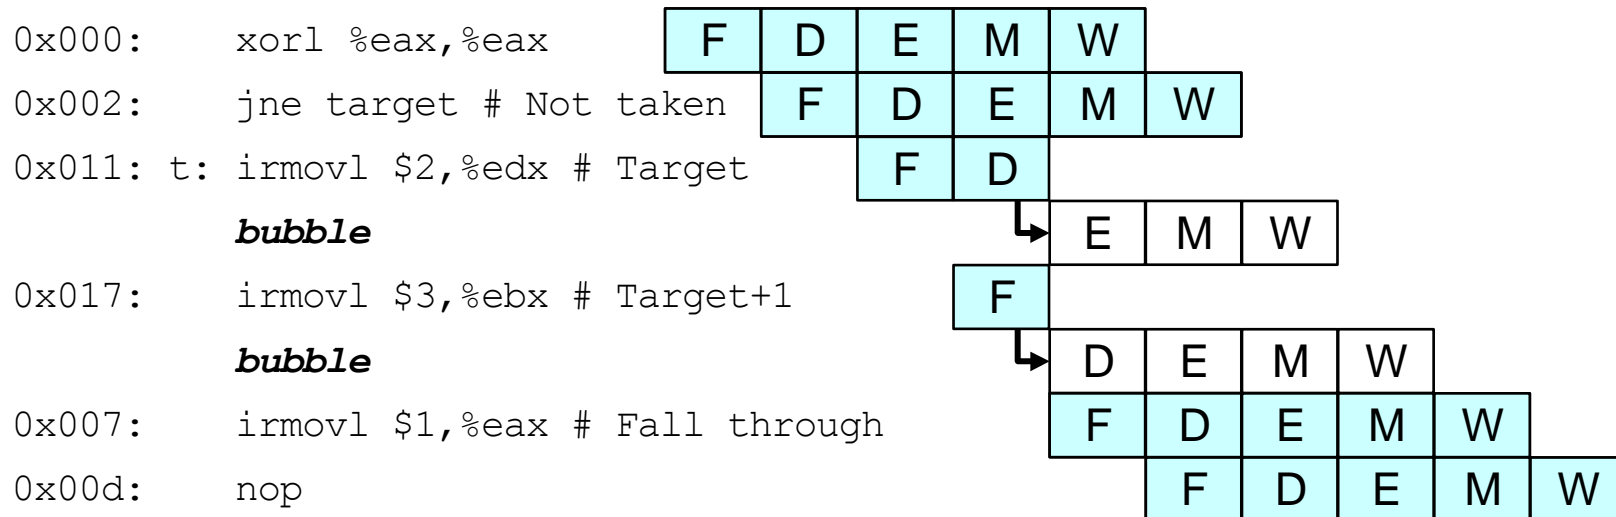 0x000: xorl %eax,%eax F D E M W
0x002: jne target # Not taken F D E M W
0x011: t: irmovl $2,%edx # Target F D
bubble E M W
0x017: irmovl $3,%ebx # Target+1 F
bubble D E M W
0x007: irmovl $1,%eax # Fall through F D E M W
0x00d: nop F D E M W